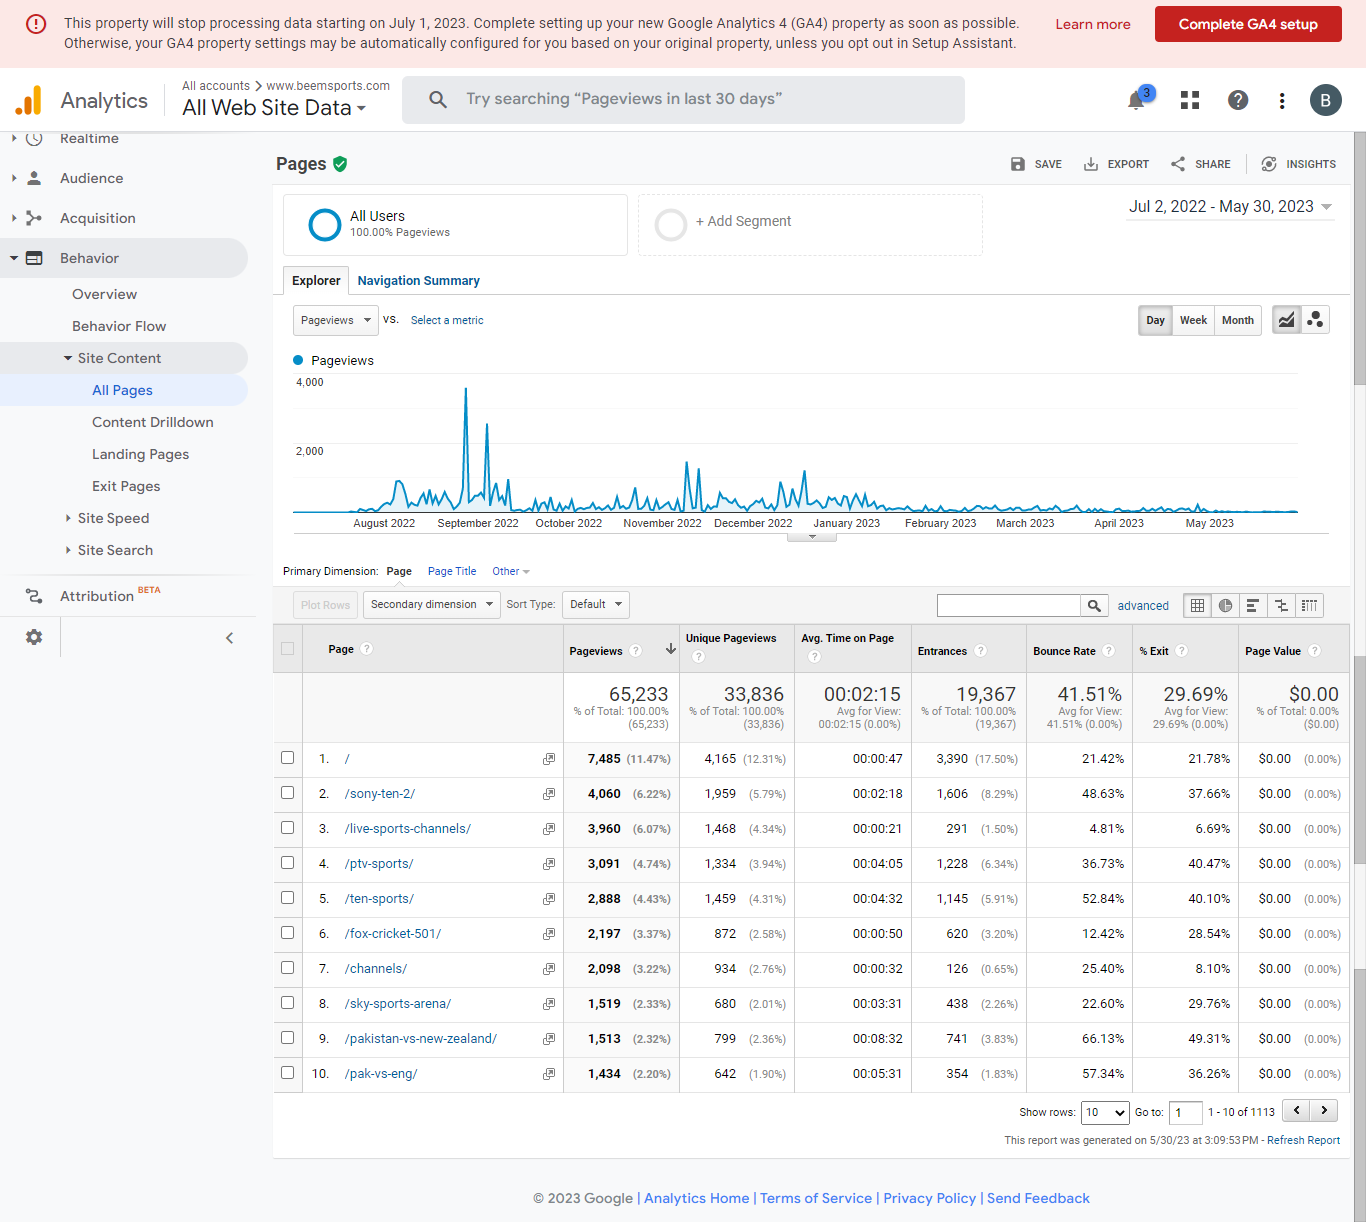 This property will stop processing data starting on July 1, 2023. Complete setting up your new Google Analytics 4 (GA4) property as soon as possible.
Otherwise, your GA4 property settings may be automatically configured for you based on your original property, unless you opt out in Setup Assistant.
Learn more
Complete GA4 setup
Analytics
All accounts > www.beemsports.com
All Web Site Data
Try searching “Pageviews in last 30 days”
3
B
Realtime
Audience
Acquisition
Behavior
Overview
Behavior Flow
Site Content
All Pages
Content Drilldown
Landing Pages
Exit Pages
Site Speed
Site Search
Attribution BETA
Pages
SAVE
EXPORT
SHARE
INSIGHTS
All Users
100.00% Pageviews
+ Add Segment
Jul 2, 2022 - May 30, 2023
Explorer
Navigation Summary
Pageviews
VS.
Select a metric
Day
Week
Month
Pageviews
4,000
2,000
August 2022
September 2022
October 2022
November 2022
December 2022
January 2023
February 2023
March 2023
April 2023
May 2023
Primary Dimension: Page Page Title Other
Plot Rows
Secondary dimension
Sort Type: Default
advanced
Page ? Pageviews ? Unique Pageviews ? Avg. Time on Page ? Entrances ? Bounce Rate ? % Exit ? Page Value ?
65,233 33,836 00:02:15 19,367 41.51% 29.69% $0.00
% of Total: 100.00% % of Total: 100.00% Avg for View: % of Total: 100.00% Avg for View: Avg for View: % of Total: 0.00%
(65,233) (33,836) 00:02:15 (0.00%) (19,367) 41.51% (0.00%) 29.69% (0.00%) ($0.00)
1. / 7,485 (11.47%) 4,165 (12.31%) 00:00:47 3,390 (17.50%) 21.42% 21.78% $0.00 (0.00%)
2. /sony-ten-2/ 4,060 (6.22%) 1,959 (5.79%) 00:02:18 1,606 (8.29%) 48.63% 37.66% $0.00 (0.00%)
3. /live-sports-channels/ 3,960 (6.07%) 1,468 (4.34%) 00:00:21 291 (1.50%) 4.81% 6.69% $0.00 (0.00%)
4. /ptv-sports/ 3,091 (4.74%) 1,334 (3.94%) 00:04:05 1,228 (6.34%) 36.73% 40.47% $0.00 (0.00%)
5. /ten-sports/ 2,888 (4.43%) 1,459 (4.31%) 00:04:32 1,145 (5.91%) 52.84% 40.10% $0.00 (0.00%)
6. /fox-cricket-501/ 2,197 (3.37%) 872 (2.58%) 00:00:50 620 (3.20%) 12.42% 28.54% $0.00 (0.00%)
7. /channels/ 2,098 (3.22%) 934 (2.76%) 00:00:32 126 (0.65%) 25.40% 8.10% $0.00 (0.00%)
8. /sky-sports-arena/ 1,519 (2.33%) 680 (2.01%) 00:03:31 438 (2.26%) 22.60% 29.76% $0.00 (0.00%)
9. /pakistan-vs-new-zealand/ 1,513 (2.32%) 799 (2.36%) 00:08:32 741 (3.83%) 66.13% 49.31% $0.00 (0.00%)
10. /pak-vs-eng/ 1,434 (2.20%) 642 (1.90%) 00:05:31 354 (1.83%) 57.34% 36.26% $0.00 (0.00%)
Show rows: 10 Go to: 1 1 - 10 of 1113
This report was generated on 5/30/23 at 3:09:53 PM - Refresh Report
© 2023 Google | Analytics Home | Terms of Service | Privacy Policy | Send Feedback